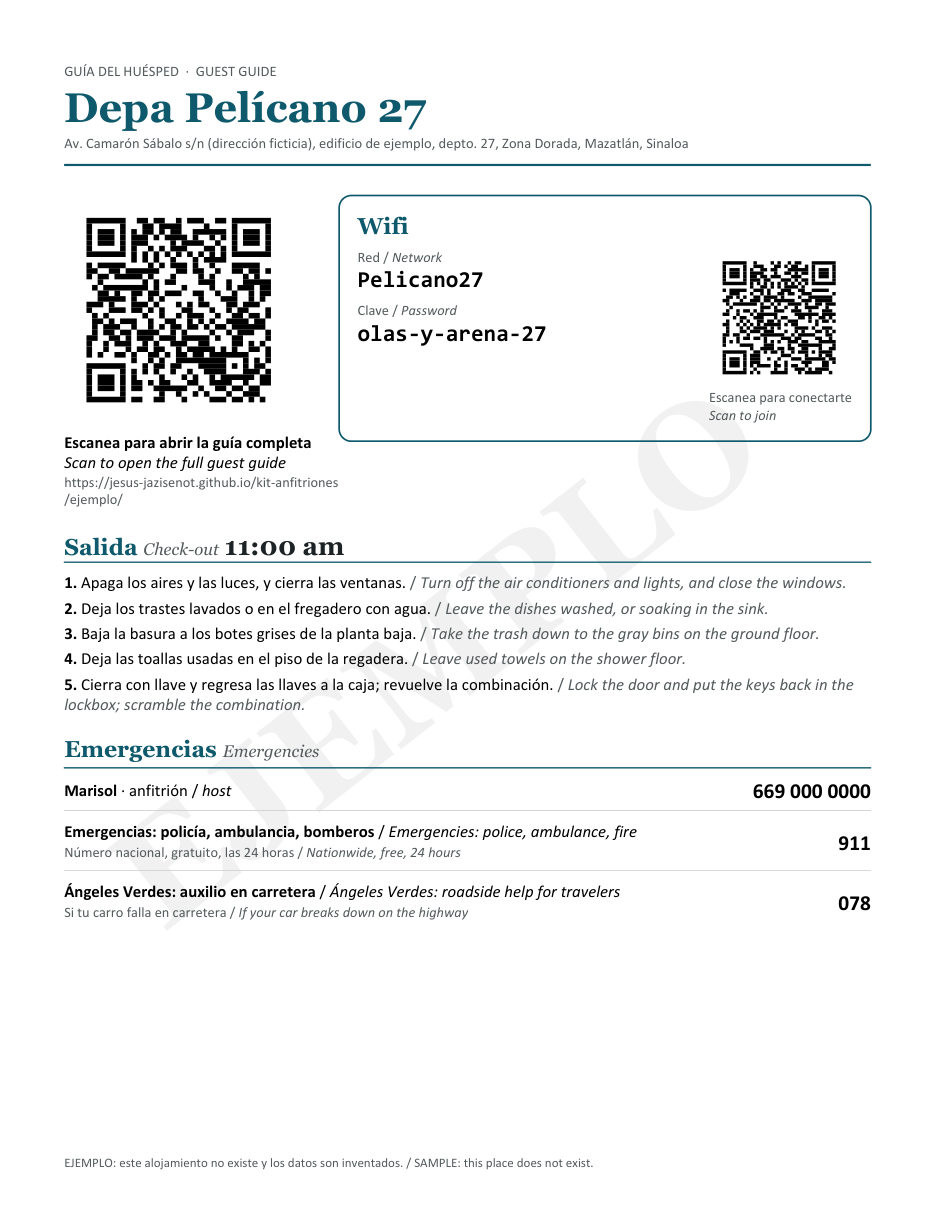 GUÍA DEL HUÉSPED · GUEST GUIDE
Depa Pelícano 27
Av. Camarón Sábalo s/n (dirección ficticia), edificio de ejemplo, depto. 27, Zona Dorada, Mazatlán, Sinaloa
Escanea para abrir la guía completa
Scan to open the full guest guide
https://jesus-jazisenot.github.io/kit-anfitriones
/ejemplo/
Wifi
Red / Network
Pelicano27
Clave / Password
olas-y-arena-27
Escanea para conectarte
Scan to join
Salida Check-out 11:00 am
1. Apaga los aires y las luces, y cierra las ventanas. / Turn off the air conditioners and lights, and close the windows.
2. Deja los trastes lavados o en el fregadero con agua. / Leave the dishes washed, or soaking in the sink.
3. Baja la basura a los botes grises de la planta baja. / Take the trash down to the gray bins on the ground floor.
4. Deja las toallas usadas en el piso de la regadera. / Leave used towels on the shower floor.
5. Cierra con llave y regresa las llaves a la caja; revuelve la combinación. / Lock the door and put the keys back in the
lockbox; scramble the combination.
Emergencias Emergencies
Marisol · anfitrión / host 669 000 0000
Emergencias: policía, ambulancia, bomberos / Emergencies: police, ambulance, fire
Número nacional, gratuito, las 24 horas / Nationwide, free, 24 hours
911
Ángeles Verdes: auxilio en carretera / Ángeles Verdes: roadside help for travelers
Si tu carro falla en carretera / If your car breaks down on the highway
078
EJEMPLO
EJEMPLO: este alojamiento no existe y los datos son inventados. / SAMPLE: this place does not exist.